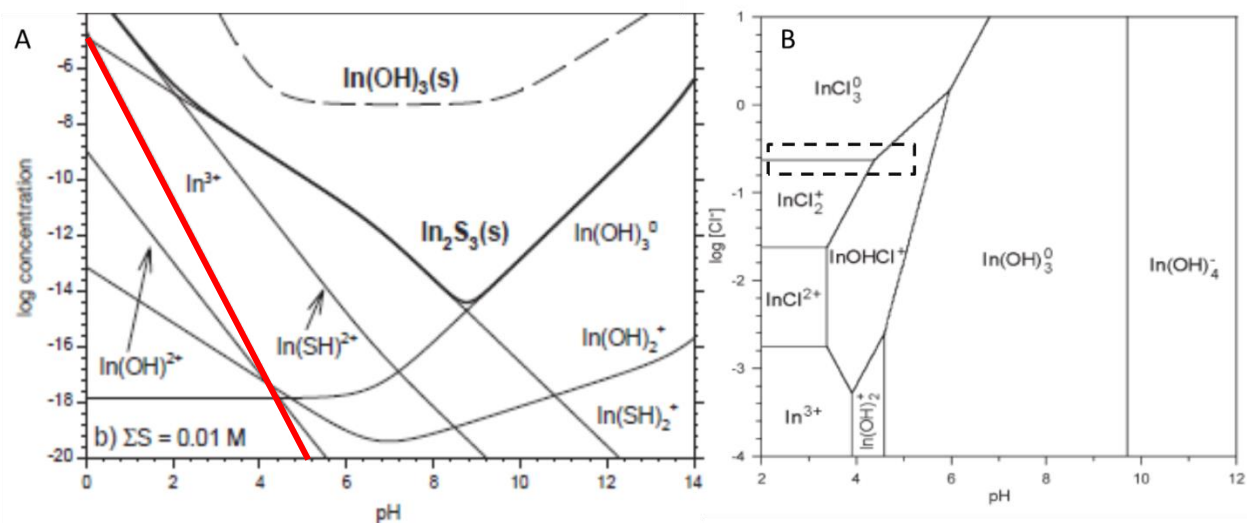 A
In(OH)₃(s)
In³⁺
In₂S₃(s)
In(OH)₃⁰
In(OH)²⁺
In(SH)²⁺
In(OH)₂⁺
In(SH)₂⁺
b) ΣS = 0.01 M
log concentration
-6
-8
-10
-12
-14
-16
-18
-20
0 2 4 6 8 10 12 14
pH
B
InCl₃⁰
InCl₂⁺
InOHCl⁺
In(OH)₃⁰
In(OH)₄⁻
InCl²⁺
In³⁺
In(OH)₂⁺
log [Cl⁻]
1
0
-1
-2
-3
-4
2 4 6 8 10 12
pH